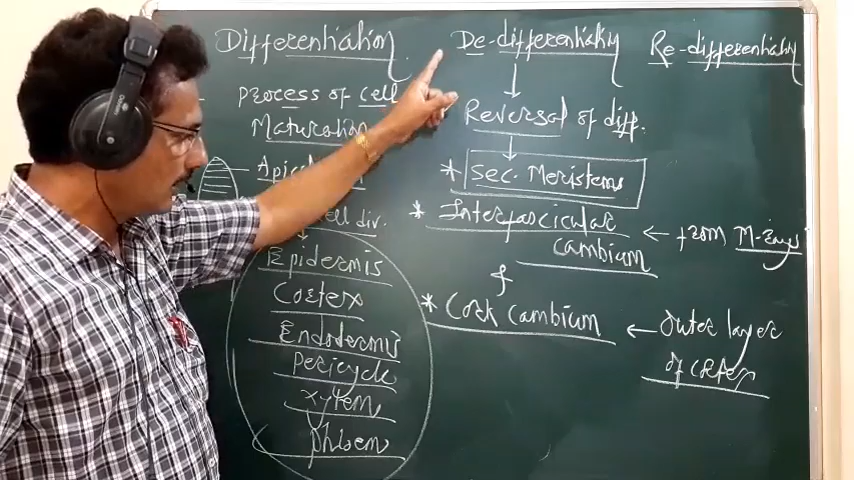 Differentiation
process of cell
Maturation
Apical
cell div.
Epidermis
Cortex
Endodermis
pericycle
xylem
phloem
De-differentiation
Reversal of diff.
* Sec. Meristems
* Interfascicular
cambium
← from M-Rays
&
* Cork cambium
← outer layer
of cortex
Re-differentiation